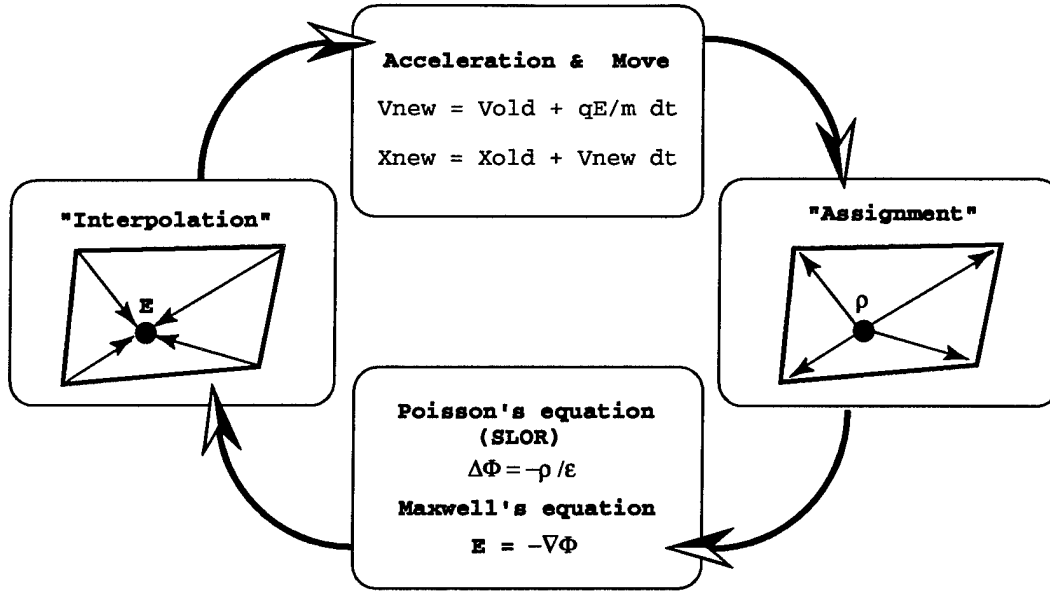 Acceleration & Move
Vnew = Vold + qE/m dt
Xnew = Xold + Vnew dt
"Interpolation"
E
"Assignment"
ρ
Poisson's equation
(SLOR)
ΔΦ = −ρ /ε
Maxwell's equation
E = −∇Φ